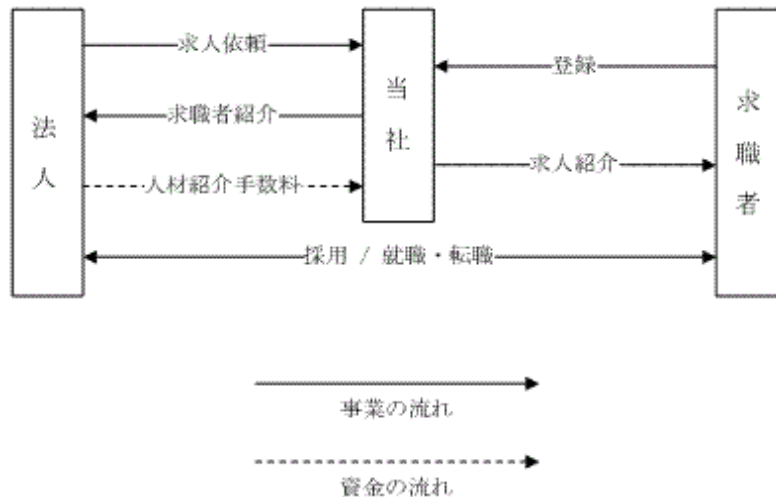 求人依頼
登録
当社
求職者紹介
法人
求職者
求人紹介
人材紹介手数料
採用 / 就職・転職
事業の流れ
資金の流れ